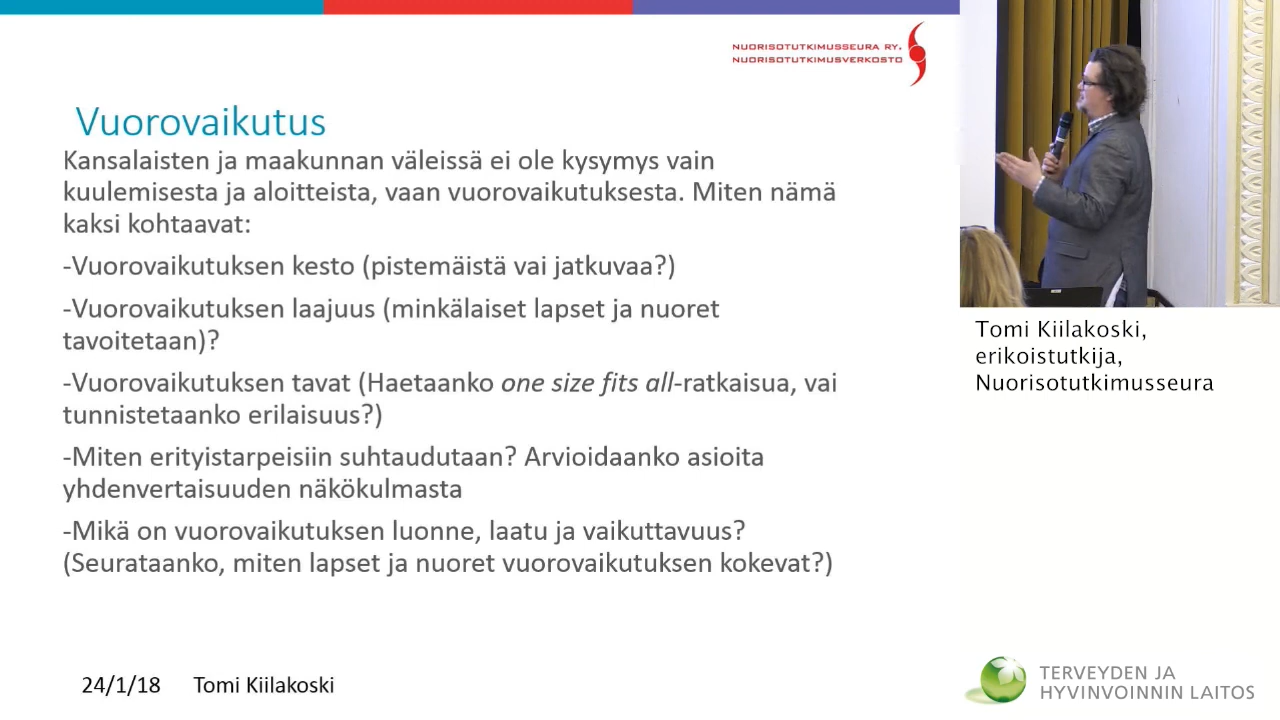 NUORISOTUTKIMUSSEURA RY.
NUORISOTUTKIMUSVERKOSTO
Vuorovaikutus
Kansalaisten ja maakunnan väleissä ei ole kysymys vain
kuulemisesta ja aloitteista, vaan vuorovaikutuksesta. Miten nämä
kaksi kohtaavat:
-Vuorovaikutuksen kesto (pistemäistä vai jatkuvaa?)
-Vuorovaikutuksen laajuus (minkälaiset lapset ja nuoret
tavoitetaan)?
-Vuorovaikutuksen tavat (Haetaanko one size fits all-ratkaisua, vai
tunnistetaanko erilaisuus?)
-Miten erityistarpeisiin suhtaudutaan? Arvioidaanko asioita
yhdenvertaisuuden näkökulmasta
-Mikä on vuorovaikutuksen luonne, laatu ja vaikuttavuus?
(Seurataanko, miten lapset ja nuoret vuorovaikutuksen kokevat?)
24/1/18 Tomi Kiilakoski
Tomi Kiilakoski,
erikoistutkija,
Nuorisotutkimusseura
TERVEYDEN JA
HYVINVOINNIN LAITOS